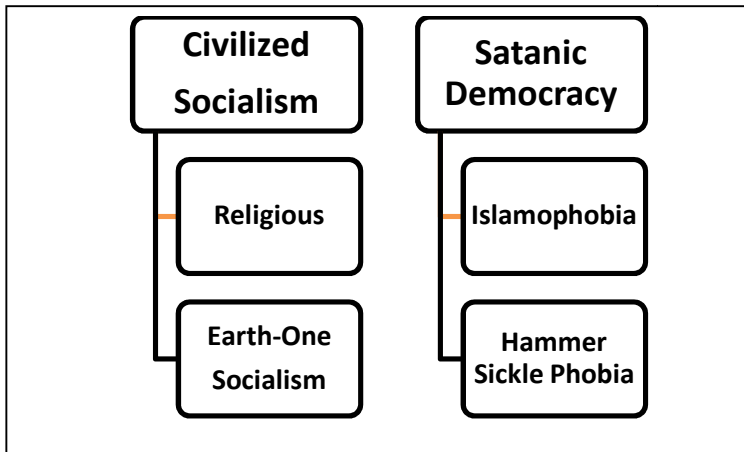 Civilized
Socialism
Religious
Earth-One
Socialism
Satanic
Democracy
Islamophobia
Hammer
Sickle Phobia